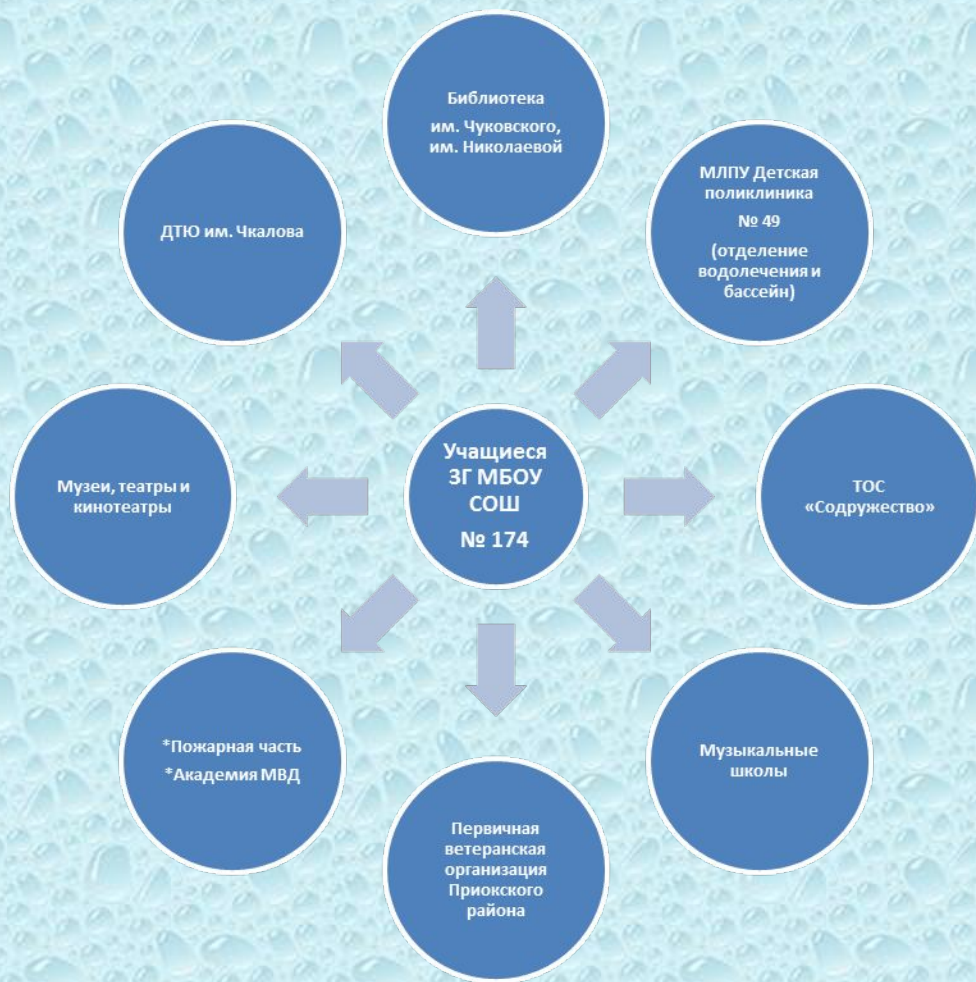 Библиотека
им. Чуковского,
им. Николаевой
МЛПУ Детская
поликлиника
№ 49
(отделение
водолечения и
бассейн)
ТОС
«Содружество»
Музыкальные
школы
Первичная
ветеранская
организация
Приокского
района
*Пожарная часть
*Академия МВД
Музеи, театры и
кинотеатры
ДТЮ им. Чкалова
Учащиеся
3Г МБОУ
СОШ
№ 174